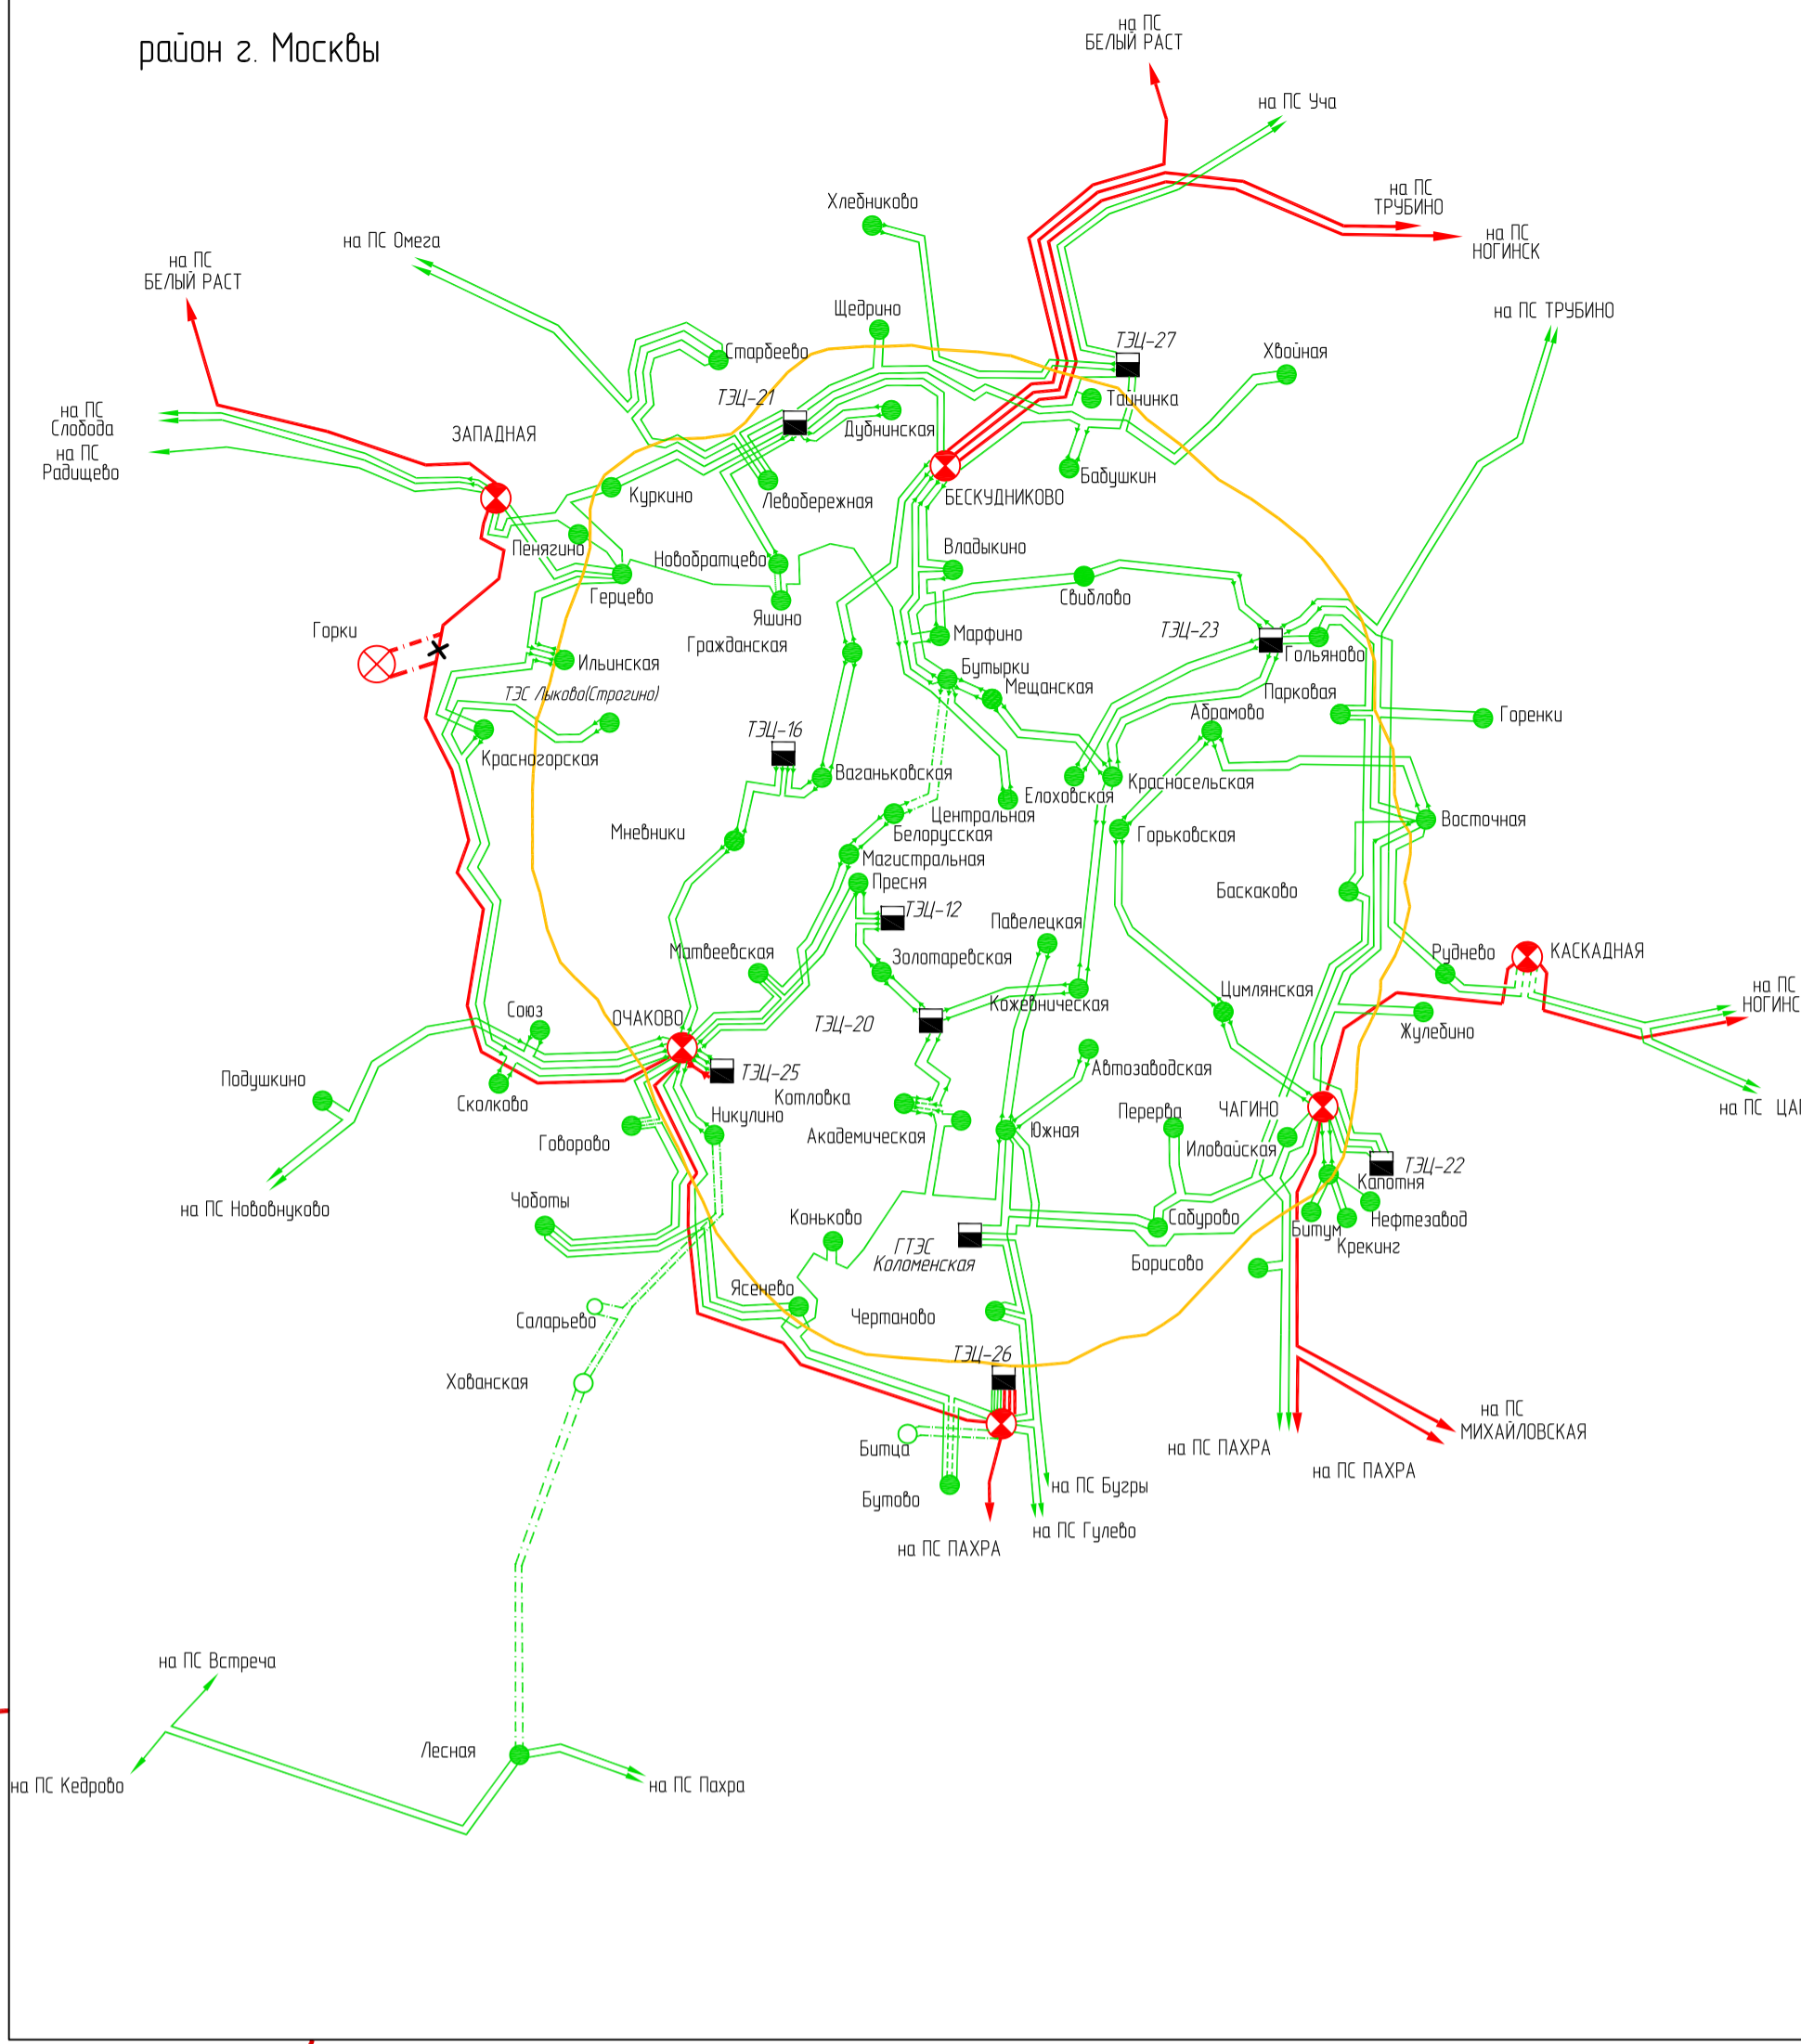 район г. Москвы
на ПС
БЕЛЫЙ РАСТ
на ПС Уча
на ПС
ТРУБИНО
Хлебниково
на ПС
НОГИНСК
на ПС Омега
на ПС
БЕЛЫЙ РАСТ
Щедрино
на ПС ТРУБИНО
ТЭЦ-27
Старбеево
Хвойная
ТЭЦ-21
Тайнинка
на ПС
Слобода
ЗАПАДНАЯ
Дубнинская
на ПС
Радищево
Бабушкин
Куркино
Левобережная
БЕСКУДНИКОВО
Пенягино
Новобратцево
Владыкино
Герцево
Свиблово
Яшино
Горки
Гражданская
Марфино
ТЭЦ-23
Гольяново
Ильинская
Бутырки
Мещанская
ТЭС Лыково(Строгино)
Парковая
Абрамово
Горенки
ТЭЦ-16
Красногорская
Ваганьковская
Елоховская
Красносельская
Центральная
Мневники
Белорусская
Горьковская
Восточная
Магистральная
Пресня
Баскаково
ТЭЦ-12
Павелецкая
Матвеевская
Золотаревская
Руднево
КАСКАДНАЯ
Цимлянская
на ПС
НОГИНС
Кожевническая
Союз
ОЧАКОВО
ТЭЦ-20
Жулебино
Автозаводская
Подушкино
ТЭЦ-25
Сколково
Котловка
Никулино
Перерва
ЧАГИНО
на ПС ЦАГ
Говорово
Академическая
Южная
Иловайская
ТЭЦ-22
Капотня
на ПС Нововнуково
Чоботы
Коньково
Сабурово
Битум
Нефтезавод
Крекинг
ГТЭС
Коломенская
Борисово
Ясенево
Саларьево
Чертаново
ТЭЦ-26
Хованская
на ПС
МИХАЙЛОВСКАЯ
Битца
на ПС ПАХРА
на ПС ПАХРА
Бутово
на ПС Бугры
на ПС Гулево
на ПС ПАХРА
на ПС Встреча
Лесная
на ПС Кедрово
на ПС Пахра